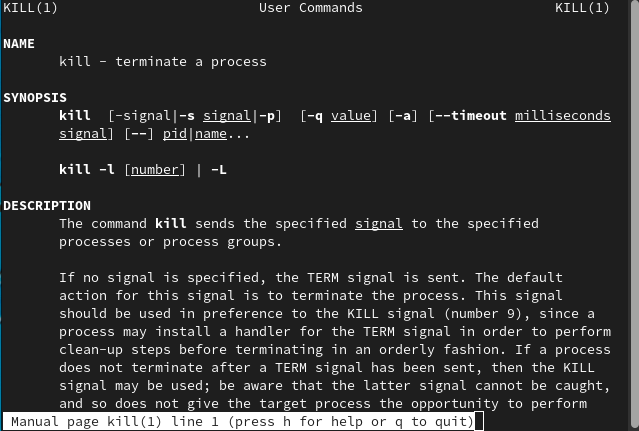 KILL(1) User Commands KILL(1)
NAME
kill - terminate a process
SYNOPSIS
kill [-signal|-s signal|-p] [-q value] [-a] [--timeout milliseconds
signal] [--] pid|name...
kill -l [number] | -L
DESCRIPTION
The command kill sends the specified signal to the specified
processes or process groups.
If no signal is specified, the TERM signal is sent. The default
action for this signal is to terminate the process. This signal
should be used in preference to the KILL signal (number 9), since a
process may install a handler for the TERM signal in order to perform
clean-up steps before terminating in an orderly fashion. If a process
does not terminate after a TERM signal has been sent, then the KILL
signal may be used; be aware that the latter signal cannot be caught,
and so does not give the target process the opportunity to perform
Manual page kill(1) line 1 (press h for help or q to quit)